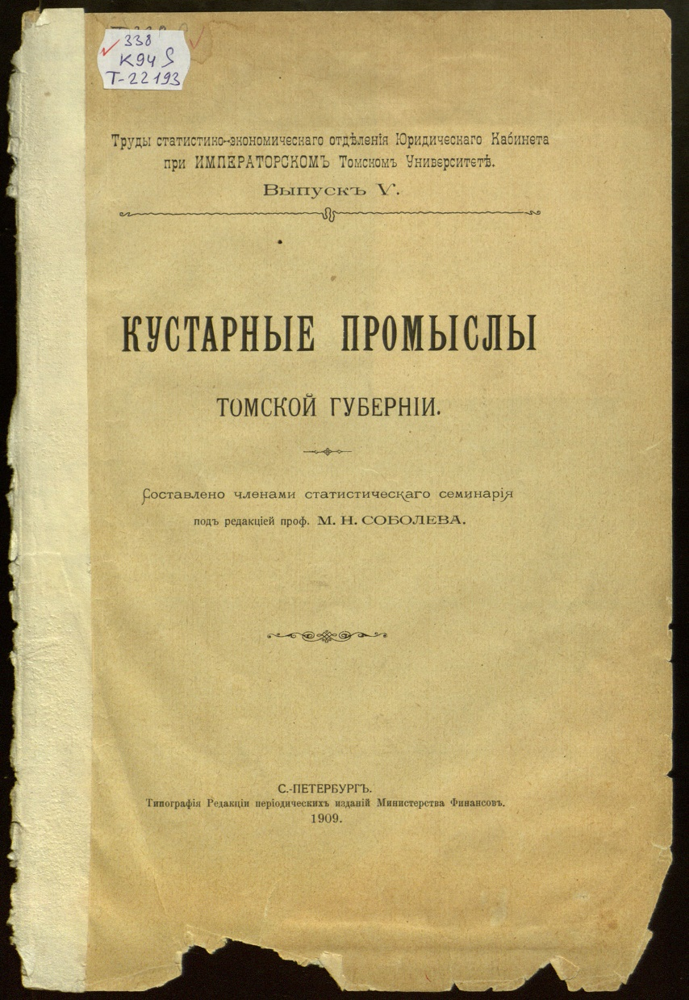 338
К94
Т-22193
Труды статистико-экономическаго отдѣленія Юридическаго Кабинета
при ИМПЕРАТОРСКОМЪ Томскомъ Университетѣ.
Выпускъ V.
КУСТАРНЫЕ ПРОМЫСЛЫ
ТОМСКОЙ ГУБЕРНІИ.
Составлено членами статистическаго семинарія
подъ редакціей проф. М. Н. СОБОЛЕВА.
С.-ПЕТЕРБУРГЪ.
Типографія Редакціи періодическихъ изданій Министерства Финансовъ.
1909.